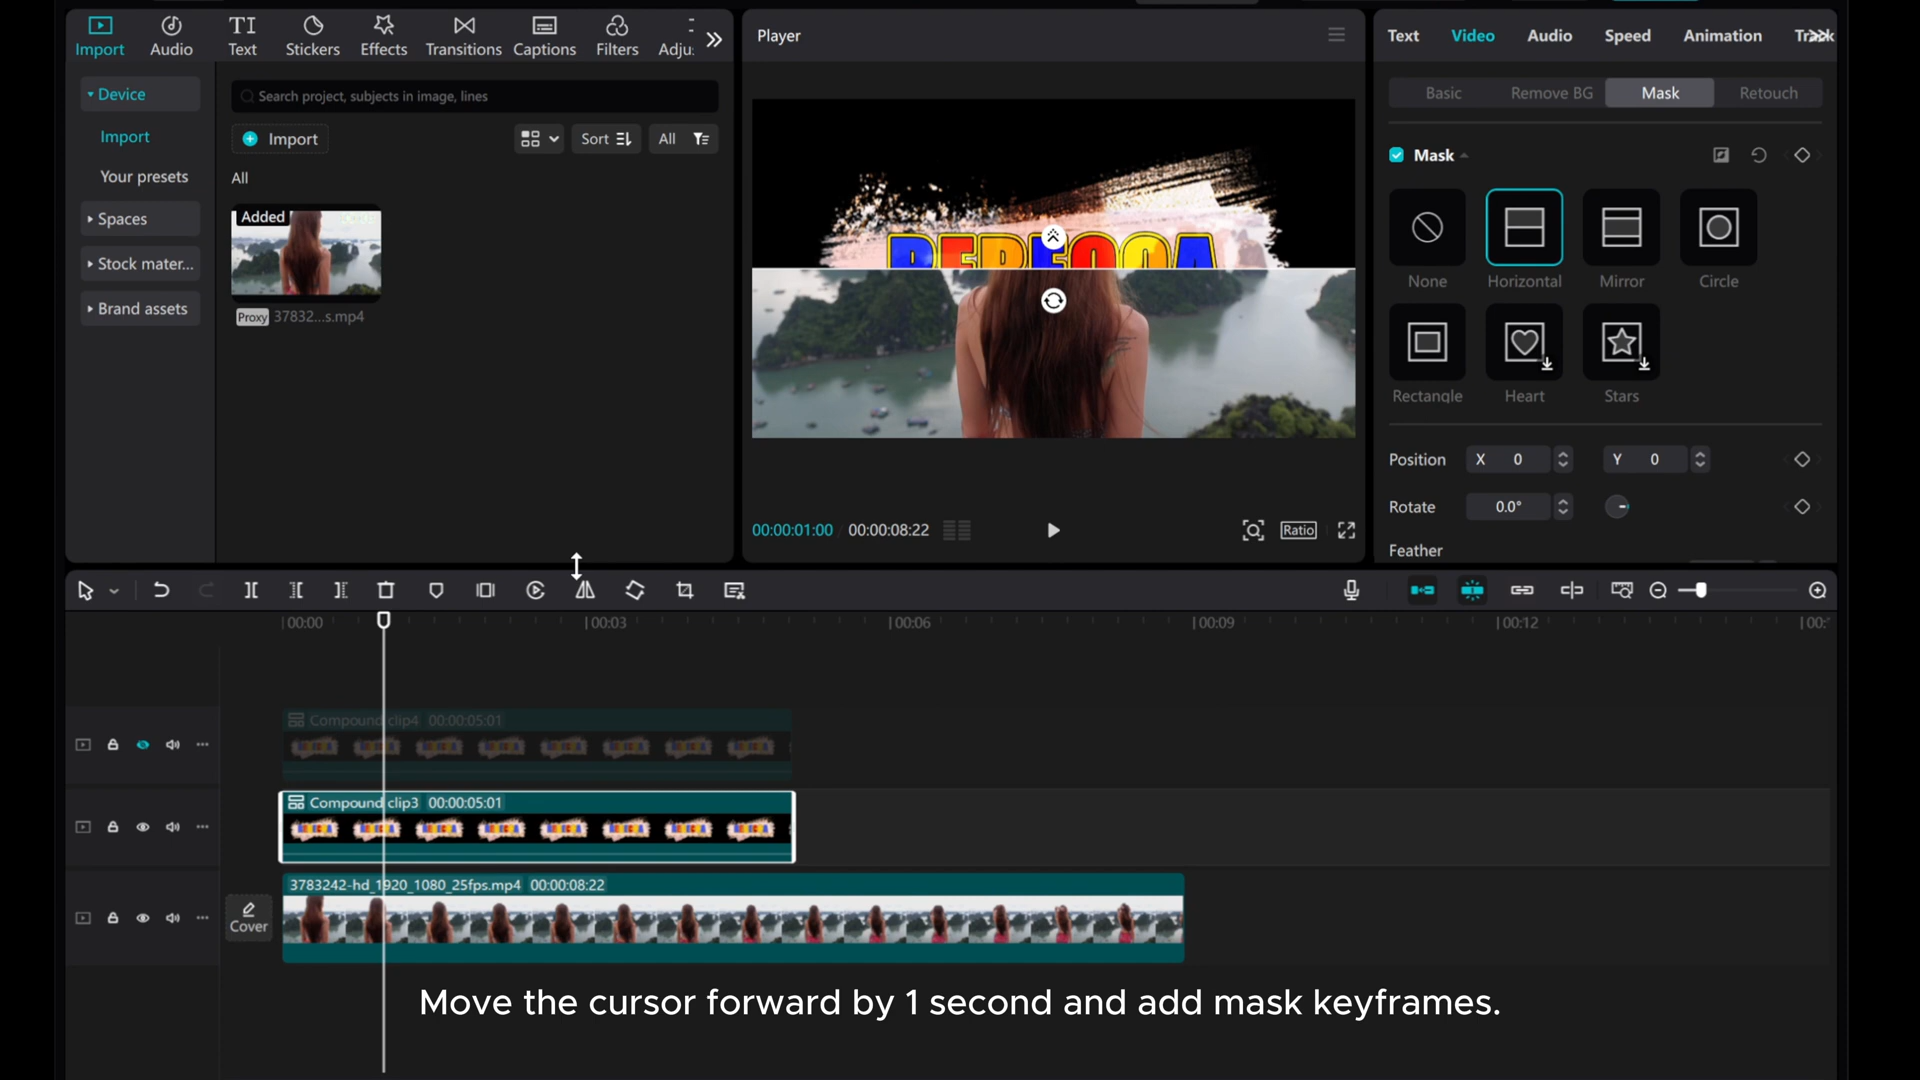 Import
Audio
Text
Stickers
Effects
Transitions
Captions
Filters
Adju
Device
Import
Your presets
Spaces
Stock mater...
Brand assets
Search project, subjects in image, lines
Import
Sort
All
All
Added
Proxy 37832...s.mp4
Player
REBECCA
00:00:01:00 00:00:08:22
Ratio
Text
Video
Audio
Speed
Animation
Basic
Remove BG
Mask
Retouch
Mask
None
Horizontal
Mirror
Circle
Rectangle
Heart
Stars
Position X 0 Y 0
Rotate 0.0°
Feather
00:00
00:03
00:06
00:09
00:12
00:
Compound clip4 00:00:05:01
Compound clip3 00:00:05:01
Cover
3783242-hd_1920_1080_25fps.mp4 00:00:08:22
Move the cursor forward by 1 second and add mask keyframes.